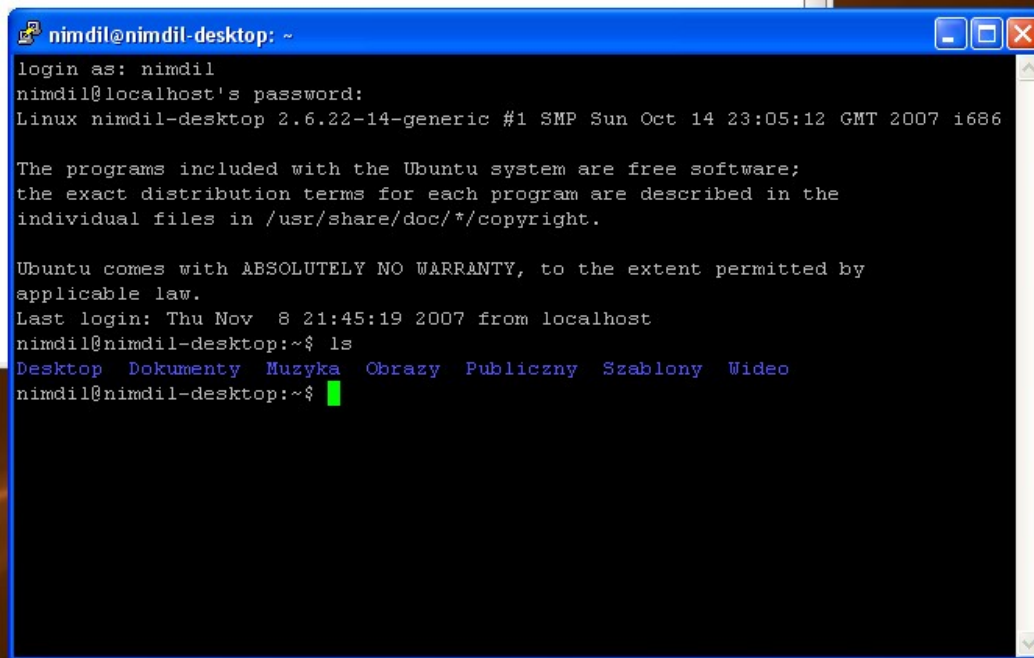 nimdil@nimdil-desktop: ~
login as: nimdil
nimdil@localhost's password:
Linux nimdil-desktop 2.6.22-14-generic #1 SMP Sun Oct 14 23:05:12 GMT 2007 i686
The programs included with the Ubuntu system are free software;
the exact distribution terms for each program are described in the
individual files in /usr/share/doc/*/copyright.
Ubuntu comes with ABSOLUTELY NO WARRANTY, to the extent permitted by
applicable law.
Last login: Thu Nov  8 21:45:19 2007 from localhost
nimdil@nimdil-desktop:~$ ls
Desktop  Dokumenty  Muzyka  Obrazy  Publiczny  Szablony  Wideo
nimdil@nimdil-desktop:~$